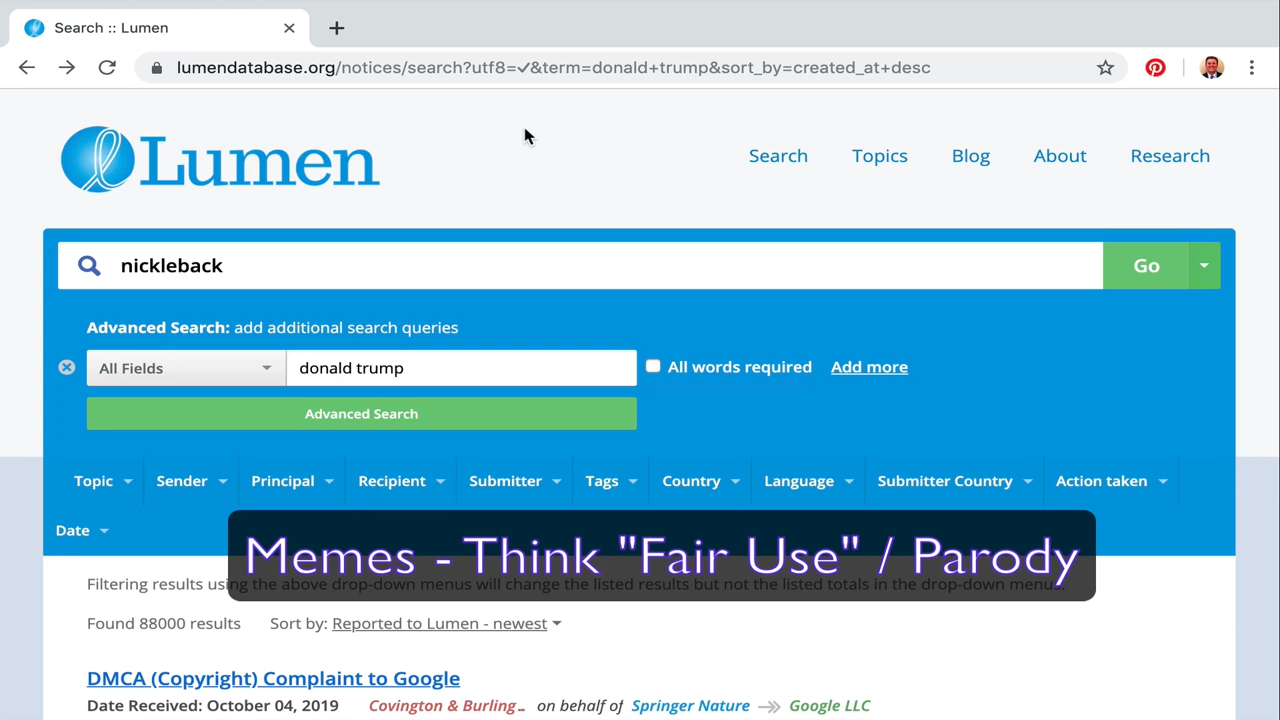 Search :: Lumen
lumendatabase.org/notices/search?utf8=✓&term=donald+trump&sort_by=created_at+desc
Lumen
Search Topics Blog About Research
nickleback
Go
Advanced Search: add additional search queries
All Fields donald trump All words required Add more
Advanced Search
Topic Sender Principal Recipient Submitter Tags Country Language Submitter Country Action taken
Date
Memes - Think "Fair Use" / Parody
Filtering results using the above drop-down menus will change the listed results but not the listed totals in the drop-down menus.
Found 88000 results Sort by: Reported to Lumen - newest
DMCA (Copyright) Complaint to Google
Date Received: October 04, 2019 Covington & Burling… on behalf of Springer Nature Google LLC